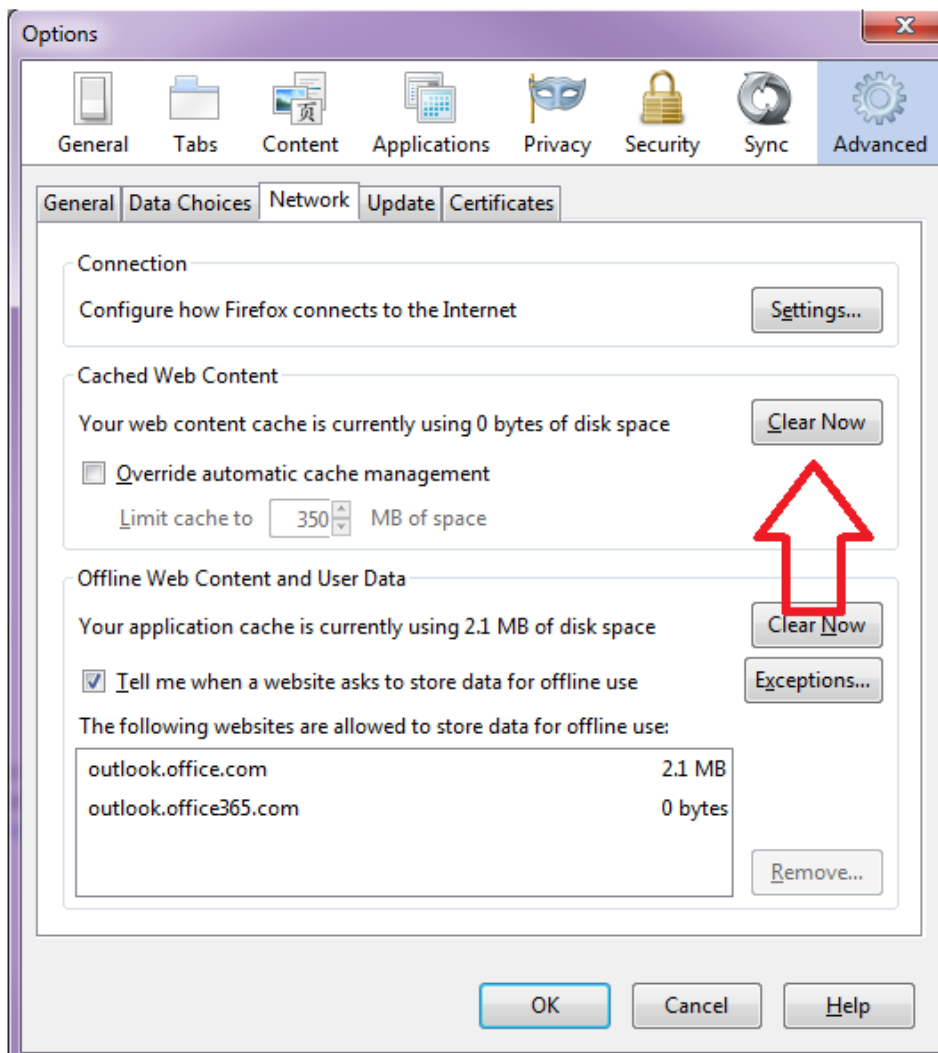 Options
General Tabs Content Applications Privacy Security Sync Advanced
General Data Choices Network Update Certificates
Connection
Configure how Firefox connects to the Internet Settings...
Cached Web Content
Your web content cache is currently using 0 bytes of disk space Clear Now
Override automatic cache management
Limit cache to 350 MB of space
Offline Web Content and User Data
Your application cache is currently using 2.1 MB of disk space Clear Now
Tell me when a website asks to store data for offline use Exceptions...
The following websites are allowed to store data for offline use:
outlook.office.com 2.1 MB
outlook.office365.com 0 bytes
Remove...
OK Cancel Help
页